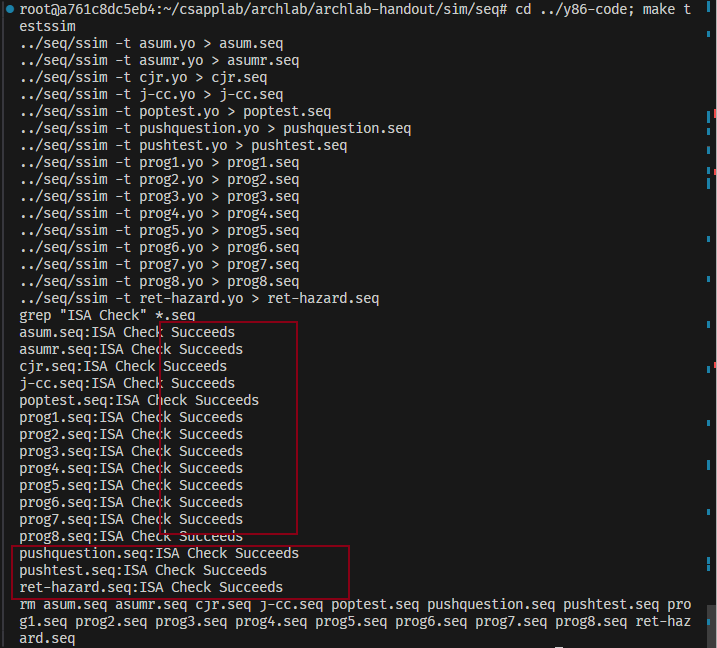 root@a761c8dc5eb4:~/csapplab/archlab/archlab-handout/sim/seq# cd ../y86-code; make t
estssim
../seq/ssim -t asum.yo > asum.seq
../seq/ssim -t asumr.yo > asumr.seq
../seq/ssim -t cjr.yo > cjr.seq
../seq/ssim -t j-cc.yo > j-cc.seq
../seq/ssim -t poptest.yo > poptest.seq
../seq/ssim -t pushquestion.yo > pushquestion.seq
../seq/ssim -t pushtest.yo > pushtest.seq
../seq/ssim -t prog1.yo > prog1.seq
../seq/ssim -t prog2.yo > prog2.seq
../seq/ssim -t prog3.yo > prog3.seq
../seq/ssim -t prog4.yo > prog4.seq
../seq/ssim -t prog5.yo > prog5.seq
../seq/ssim -t prog6.yo > prog6.seq
../seq/ssim -t prog7.yo > prog7.seq
../seq/ssim -t prog8.yo > prog8.seq
../seq/ssim -t ret-hazard.yo > ret-hazard.seq
grep "ISA Check" *.seq
asum.seq:ISA Check Succeeds
asumr.seq:ISA Check Succeeds
cjr.seq:ISA Check Succeeds
j-cc.seq:ISA Check Succeeds
poptest.seq:ISA Check Succeeds
prog1.seq:ISA Check Succeeds
prog2.seq:ISA Check Succeeds
prog3.seq:ISA Check Succeeds
prog4.seq:ISA Check Succeeds
prog5.seq:ISA Check Succeeds
prog6.seq:ISA Check Succeeds
prog7.seq:ISA Check Succeeds
prog8.seq:ISA Check Succeeds
pushquestion.seq:ISA Check Succeeds
pushtest.seq:ISA Check Succeeds
ret-hazard.seq:ISA Check Succeeds
rm asum.seq asumr.seq cjr.seq j-cc.seq poptest.seq pushquestion.seq pushtest.seq pro
g1.seq prog2.seq prog3.seq prog4.seq prog5.seq prog6.seq prog7.seq prog8.seq ret-haz
ard.seq